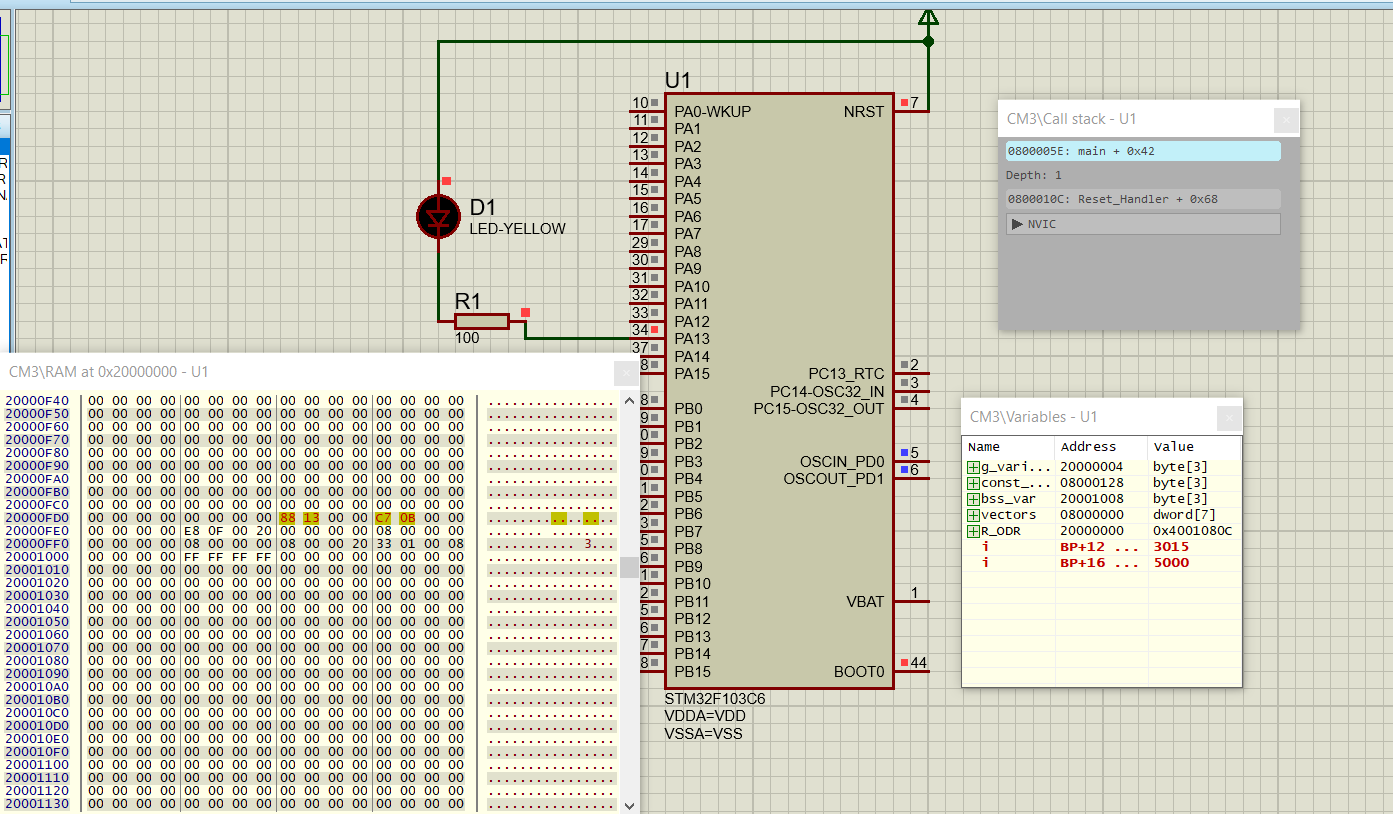 U1
10 PA0-WKUP NRST 7
11 PA1
12 PA2
13 PA3
14 PA4
15 PA5
16 PA6
17 PA7
29 PA8
30 PA9
31 PA10
32 PA11
33 PA12
34 PA13
37 PA14
8 PA15
8 PB0
9 PB1
0 PB2
9 PB3
0 PB4
1 PB5
2 PB6
3 PB7
5 PB8
6 PB9
1 PB10
2 PB11
5 PB12
6 PB13
7 PB14
8 PB15
PC13_RTC 2
PC14-OSC32_IN 3
PC15-OSC32_OUT 4
OSCIN_PD0 5
OSCOUT_PD1 6
VBAT 1
BOOT0 44
STM32F103C6
VDDA=VDD
VSSA=VSS
D1
LED-YELLOW
R1
100
CM3\Call stack - U1
0800005E: main + 0x42
Depth: 1
0800010C: Reset_Handler + 0x68
NVIC
CM3\RAM at 0x20000000 - U1
20000F40 00 00 00 00 00 00 00 00 00 00 00 00 00 00 00 00 ................
20000F50 00 00 00 00 00 00 00 00 00 00 00 00 00 00 00 00 ................
20000F60 00 00 00 00 00 00 00 00 00 00 00 00 00 00 00 00 ................
20000F70 00 00 00 00 00 00 00 00 00 00 00 00 00 00 00 00 ................
20000F80 00 00 00 00 00 00 00 00 00 00 00 00 00 00 00 00 ................
20000F90 00 00 00 00 00 00 00 00 00 00 00 00 00 00 00 00 ................
20000FA0 00 00 00 00 00 00 00 00 00 00 00 00 00 00 00 00 ................
20000FB0 00 00 00 00 00 00 00 00 00 00 00 00 00 00 00 00 ................
20000FC0 00 00 00 00 00 00 00 00 00 00 00 00 00 00 00 00 ................
20000FD0 00 00 00 00 00 00 00 00 88 13 00 00 C7 0B 00 00 ................
20000FE0 00 00 00 00 E8 0F 00 20 08 00 00 00 08 00 00 00 ....... ........
20000FF0 00 00 00 00 08 00 00 00 08 00 00 20 33 01 00 08 ........... 3...
20001000 00 00 00 00 FF FF FF FF 00 00 00 00 00 00 00 00 ................
20001010 00 00 00 00 00 00 00 00 00 00 00 00 00 00 00 00 ................
20001020 00 00 00 00 00 00 00 00 00 00 00 00 00 00 00 00 ................
20001030 00 00 00 00 00 00 00 00 00 00 00 00 00 00 00 00 ................
20001040 00 00 00 00 00 00 00 00 00 00 00 00 00 00 00 00 ................
20001050 00 00 00 00 00 00 00 00 00 00 00 00 00 00 00 00 ................
20001060 00 00 00 00 00 00 00 00 00 00 00 00 00 00 00 00 ................
20001070 00 00 00 00 00 00 00 00 00 00 00 00 00 00 00 00 ................
20001080 00 00 00 00 00 00 00 00 00 00 00 00 00 00 00 00 ................
20001090 00 00 00 00 00 00 00 00 00 00 00 00 00 00 00 00 ................
200010A0 00 00 00 00 00 00 00 00 00 00 00 00 00 00 00 00 ................
200010B0 00 00 00 00 00 00 00 00 00 00 00 00 00 00 00 00 ................
200010C0 00 00 00 00 00 00 00 00 00 00 00 00 00 00 00 00 ................
200010D0 00 00 00 00 00 00 00 00 00 00 00 00 00 00 00 00 ................
200010E0 00 00 00 00 00 00 00 00 00 00 00 00 00 00 00 00 ................
200010F0 00 00 00 00 00 00 00 00 00 00 00 00 00 00 00 00 ................
20001100 00 00 00 00 00 00 00 00 00 00 00 00 00 00 00 00 ................
20001110 00 00 00 00 00 00 00 00 00 00 00 00 00 00 00 00 ................
20001120 00 00 00 00 00 00 00 00 00 00 00 00 00 00 00 00 ................
20001130 00 00 00 00 00 00 00 00 00 00 00 00 00 00 00 00 ................
CM3\Variables - U1
Name Address Value
g_vari... 20000004 byte[3]
const_... 08000128 byte[3]
bss_var 20001008 byte[3]
vectors 08000000 dword[7]
R_ODR 20000000 0x4001080C
i BP+12 ... 3015
i BP+16 ... 5000